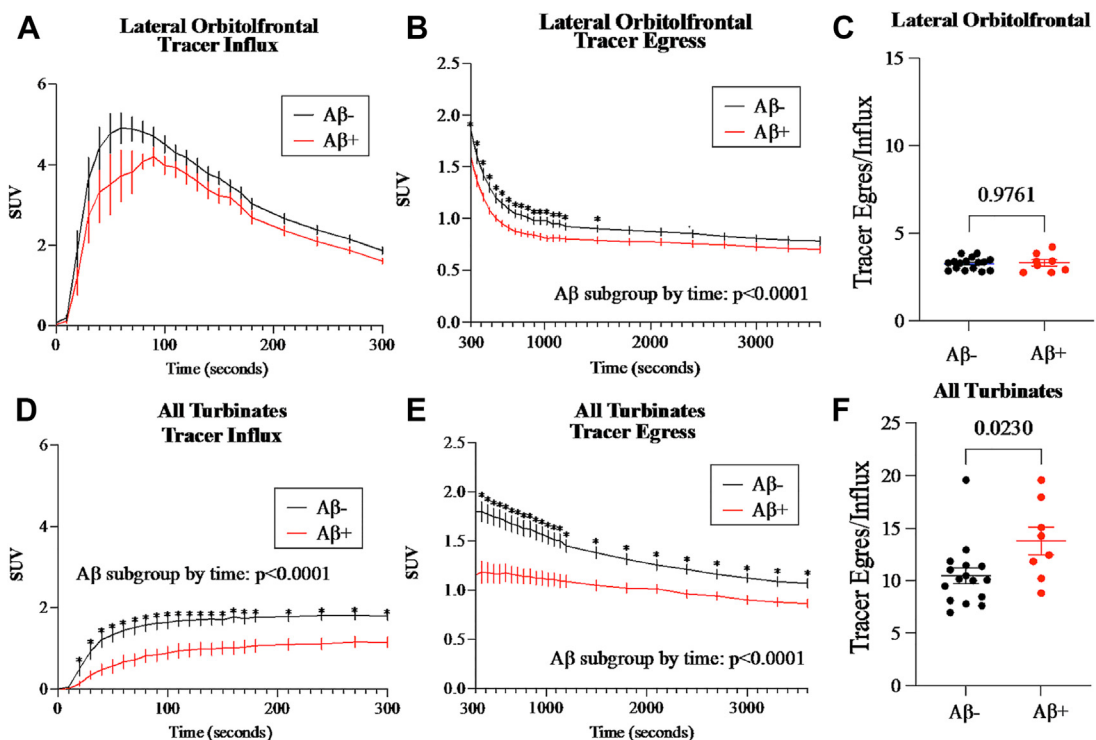 A
Lateral Orbitolfrontal
Tracer Influx
6
4
2
0
SUV
Aβ-
Aβ+
0
100
200
300
Time (seconds)
B
Lateral Orbitolfrontal
Tracer Egress
2.5
2.0
1.5
1.0
0.5
0.0
SUV
Aβ-
Aβ+
Aβ subgroup by time: p<0.0001
300
1000
2000
3000
Time (seconds)
C
Lateral Orbitolfrontal
15
10
5
0
Tracer Egres/Influx
0.9761
Aβ-
Aβ+
D
All Turbinates
Tracer Influx
6
4
2
0
SUV
Aβ-
Aβ+
Aβ subgroup by time: p<0.0001
0
100
200
300
Time (seconds)
E
All Turbinates
Tracer Egress
2.5
2.0
1.5
1.0
0.5
0.0
SUV
Aβ-
Aβ+
Aβ subgroup by time: p<0.0001
300
1000
2000
3000
Time (seconds)
F
All Turbinates
25
20
15
10
5
0
Tracer Egres/Influx
0.0230
Aβ-
Aβ+